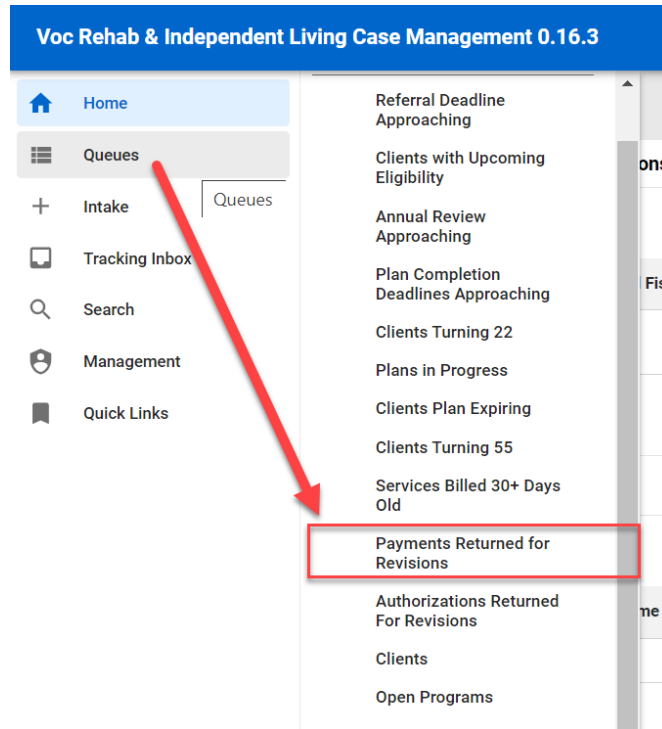 Voc Rehab & Independent Living Case Management 0.16.3
Home
Queues
Queues
Intake
Tracking Inbox
Search
Management
Quick Links
Referral Deadline
Approaching
Clients with Upcoming
Eligibility
Annual Review
Approaching
Plan Completion
Deadlines Approaching
Clients Turning 22
Plans in Progress
Clients Plan Expiring
Clients Turning 55
Services Billed 30+ Days
Old
Payments Returned for
Revisions
Authorizations Returned
For Revisions
Clients
Open Programs
ons
Fis
me